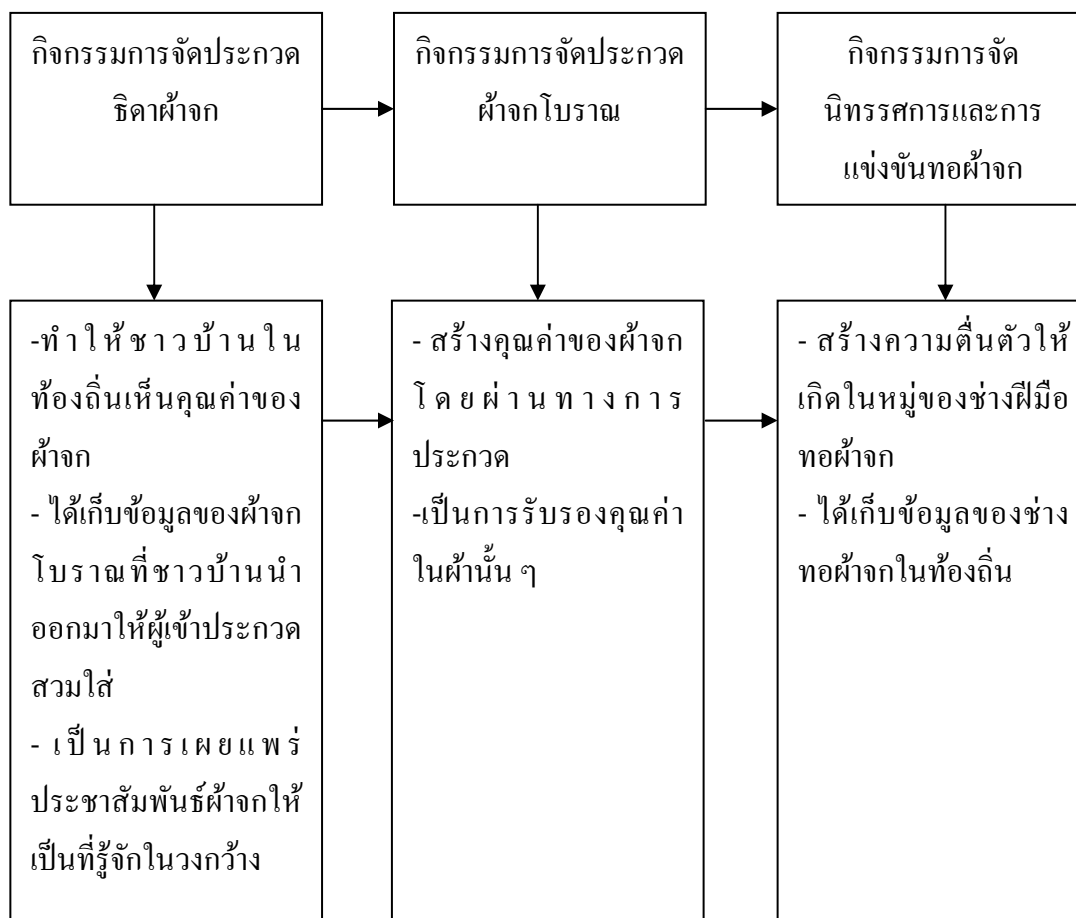 กิจกรรมการจัดประกวด
ธิดาผ้าจก
กิจกรรมการจัดประกวด
ผ้าจกโบราณ
กิจกรรมการจัด
นิทรรศการและการ
แข่งขันทอผ้าจก
-ทำให้ชาวบ้านใน
ท้องถิ่นเห็นคุณค่าของ
ผ้าจก
- ได้เก็บข้อมูลของผ้าจก
โบราณที่ชาวบ้านนำ
ออกมาให้ผู้เข้าประกวด
สวมใส่
- เป็นการเผยแพร่
ประชาสัมพันธ์ผ้าจกให้
เป็นที่รู้จักในวงกว้าง
- สร้างคุณค่าของผ้าจก
โดยผ่านทางการ
ประกวด
-เป็นการรับรองคุณค่า
ในผ้านั้น ๆ
- สร้างความตื่นตัวให้
เกิดในหมู่ของช่างฝีมือ
ทอผ้าจก
- ได้เก็บข้อมูลของช่าง
ทอผ้าจกในท้องถิ่น